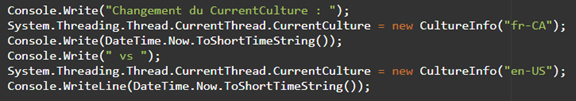 Console.Write("Changement du CurrentCulture : ");
System.Threading.Thread.CurrentThread.CurrentCulture = new CultureInfo("fr-CA");
Console.Write(DateTime.Now.ToShortTimeString());
Console.Write(" vs ");
System.Threading.Thread.CurrentThread.CurrentCulture = new CultureInfo("en-US");
Console.WriteLine(DateTime.Now.ToShortTimeString());